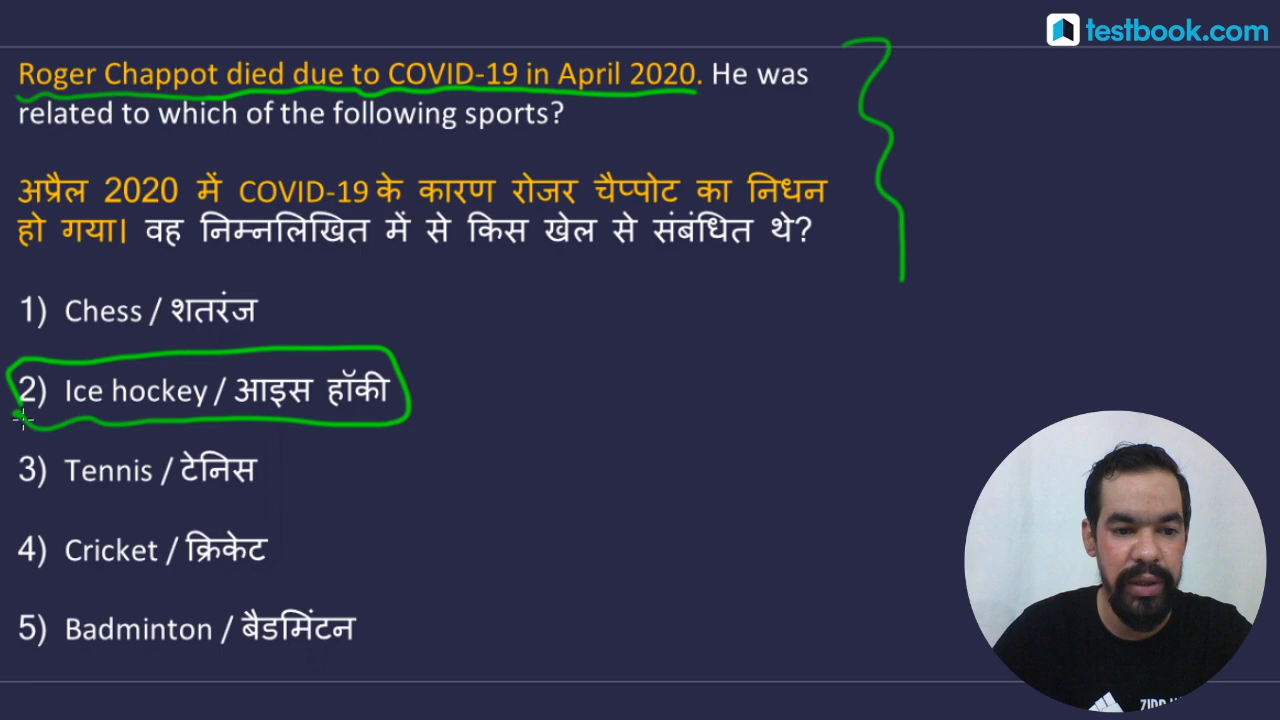 testbook.com
Roger Chappot died due to COVID-19 in April 2020. He was
related to which of the following sports?
अप्रैल 2020 में COVID-19 के कारण रोजर चैप्पोट का निधन
हो गया। वह निम्नलिखित में से किस खेल से संबंधित थे?
1) Chess / शतरंज
2) Ice hockey / आइस हॉकी
3) Tennis / टेनिस
4) Cricket / क्रिकेट
5) Badminton / बैडमिंटन